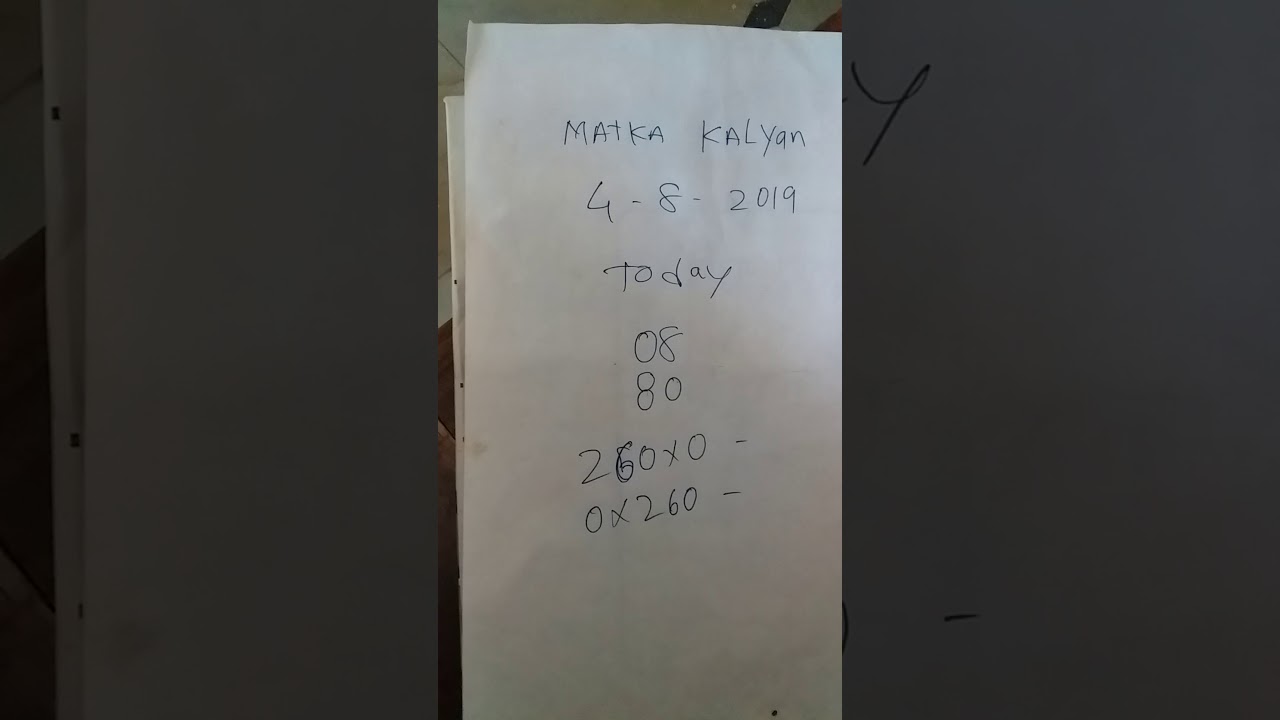 MATKA KALYan
4 - 8 - 2019
Today
08
80
260x0 -
0x260 -